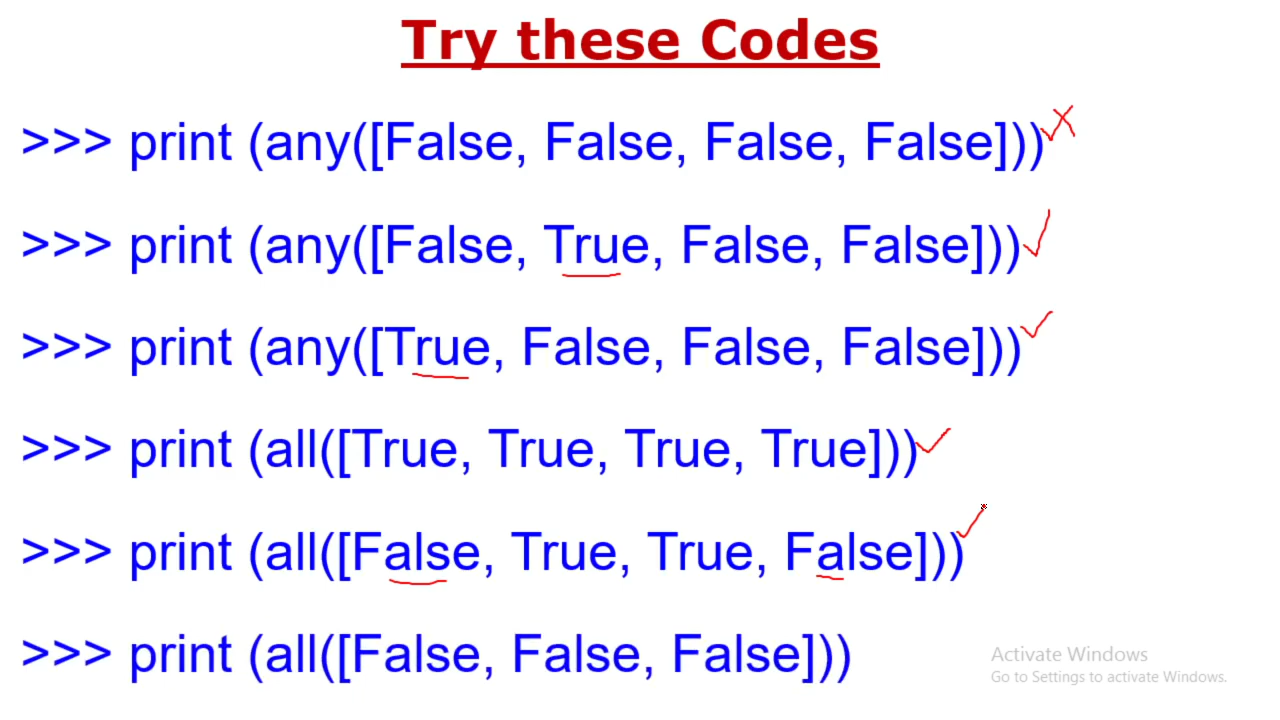 Try these Codes
>>> print (any([False, False, False, False]))
>>> print (any([False, True, False, False]))
>>> print (any([True, False, False, False]))
>>> print (all([True, True, True, True]))
>>> print (all([False, True, True, False]))
>>> print (all([False, False, False]))
Activate Windows
Go to Settings to activate Windows.